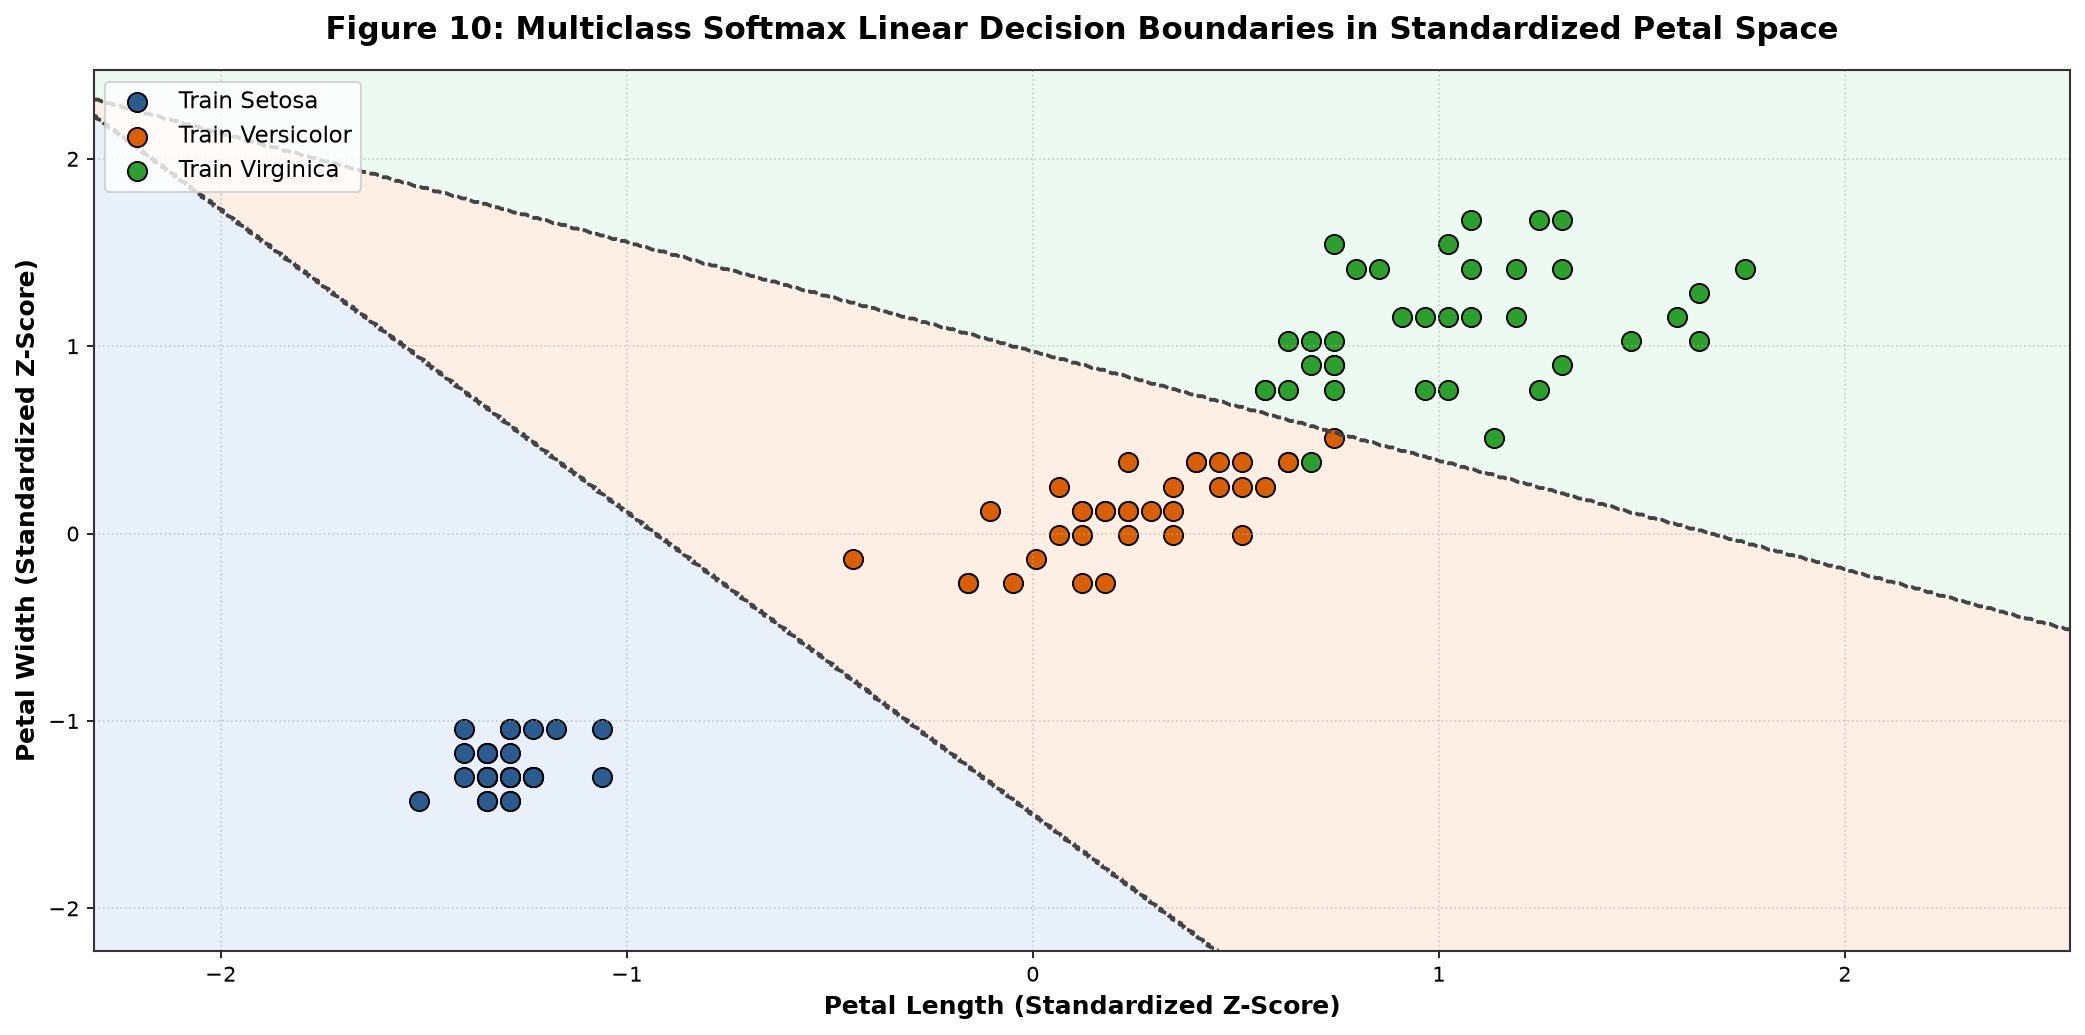 Figure 10: Multiclass Softmax Linear Decision Boundaries in Standardized Petal Space
Train Setosa
Train Versicolor
Train Virginica
Petal Width (Standardized Z-Score)
2
1
0
−1
−2
−2
−1
0
1
2
Petal Length (Standardized Z-Score)